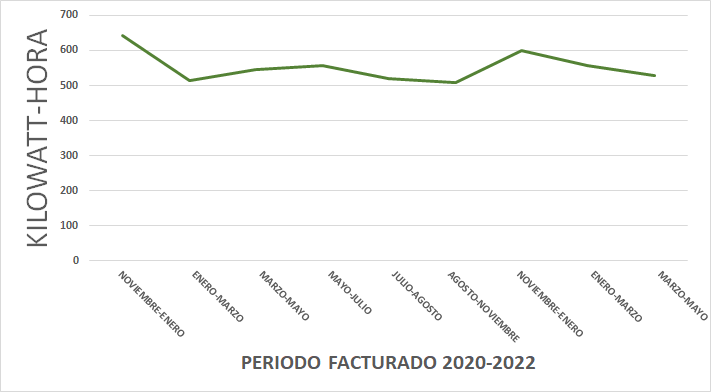 700
600
500
400
300
200
100
0
KILOWATT-HORA
NOVIEMBRE-ENERO
ENERO-MARZO
MARZO-MAYO
MAYO-JULIO
JULIO-AGOSTO
AGOSTO-NOVIEMBRE
NOVIEMBRE-ENERO
ENERO-MARZO
MARZO-MAYO
PERIODO FACTURADO 2020-2022